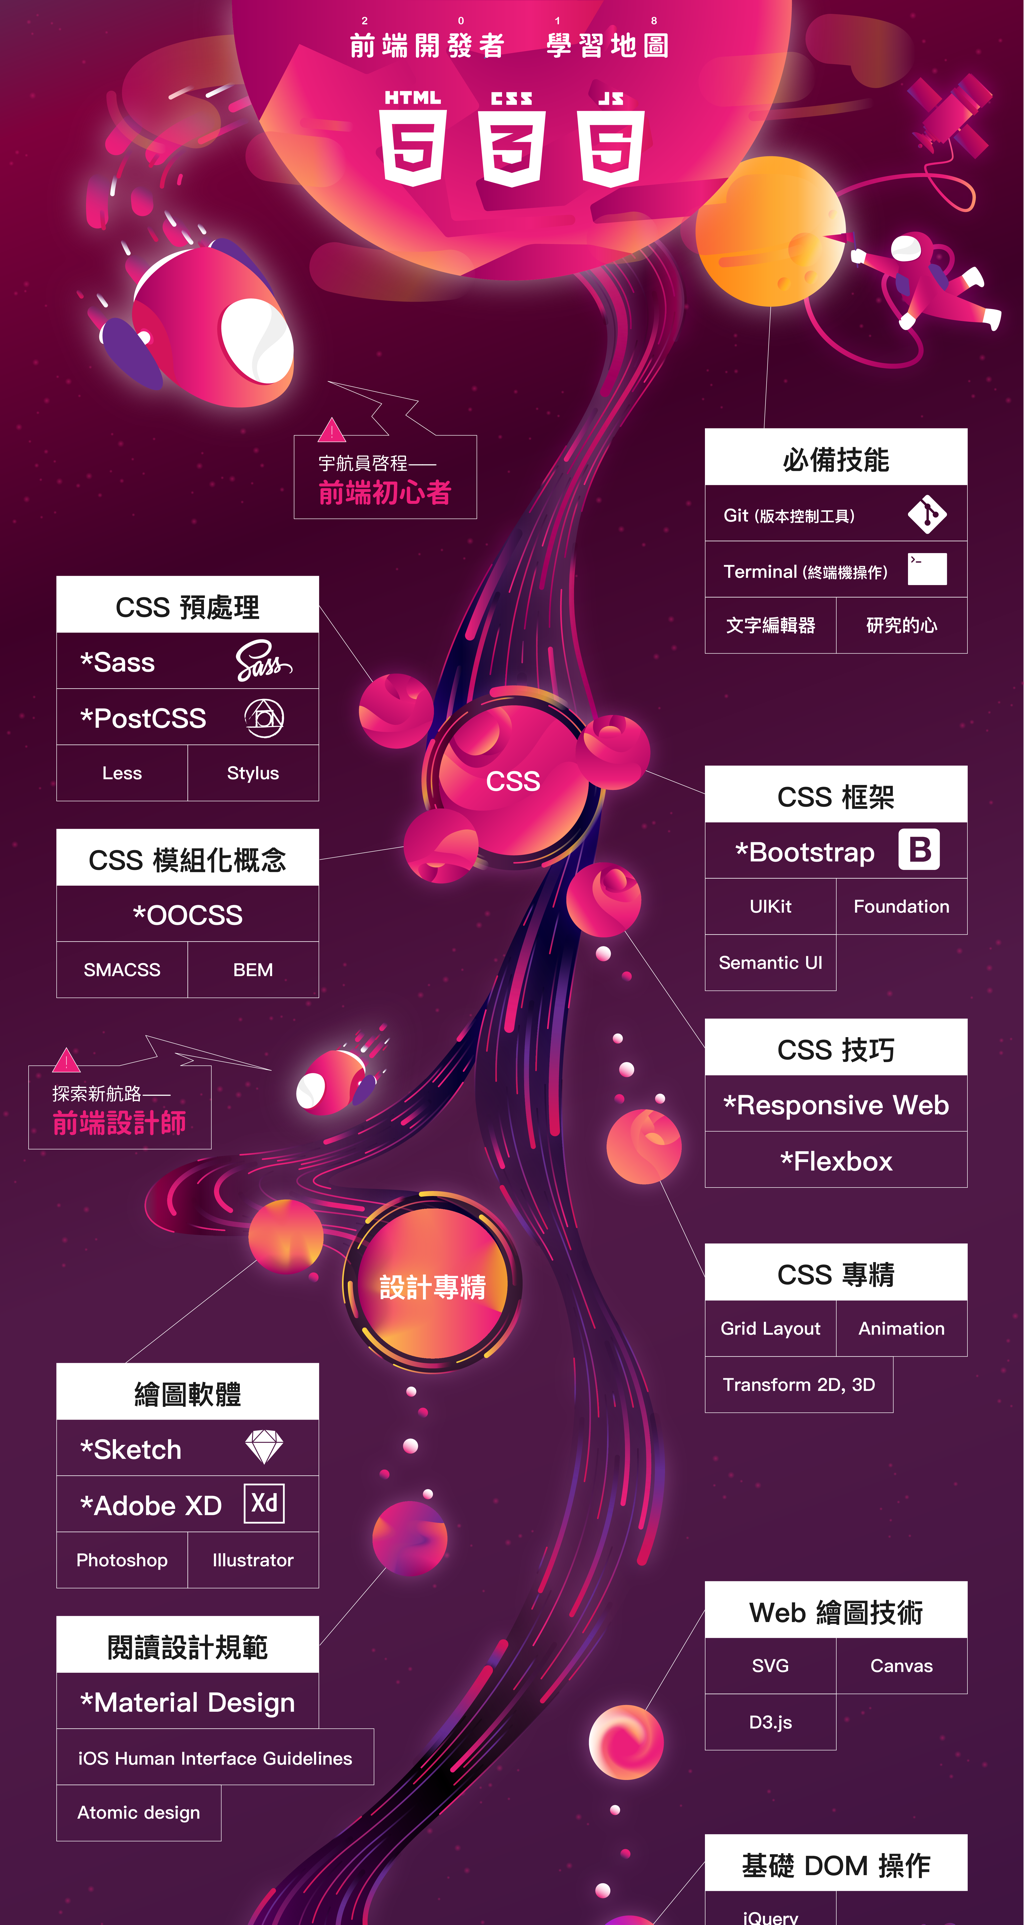 2 0 1 8
前端開發者 學習地圖
HTML CSS JS
5 3 5
宇航員啓程——
前端初心者
必備技能
Git (版本控制工具)
Terminal (終端機操作)
>_
文字編輯器 研究的心
CSS 預處理
*Sass Sass
*PostCSS
Less Stylus
CSS
CSS 框架
*Bootstrap B
UIKit Foundation
Semantic UI
CSS 模組化概念
*OOCSS
SMACSS BEM
CSS 技巧
*Responsive Web
*Flexbox
! 
探索新航路——
前端設計師
設計專精
CSS 專精
Grid Layout Animation
Transform 2D, 3D
繪圖軟體
*Sketch
*Adobe XD Xd
Photoshop Illustrator
閱讀設計規範
*Material Design
iOS Human Interface Guidelines
Atomic design
Web 繪圖技術
SVG Canvas
D3.js
基礎 DOM 操作
jQuery